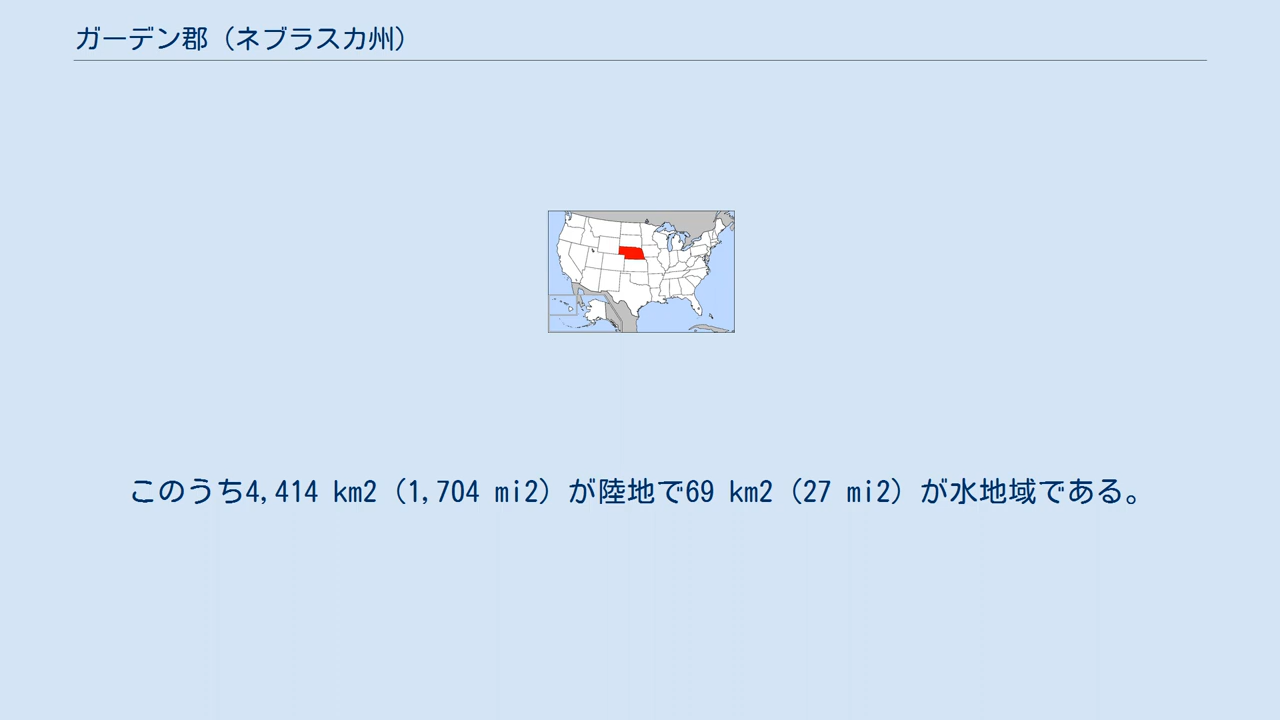 ガーデン郡（ネブラスカ州）
このうち4,414 km2（1,704 mi2）が陸地で69 km2（27 mi2）が水地域である。